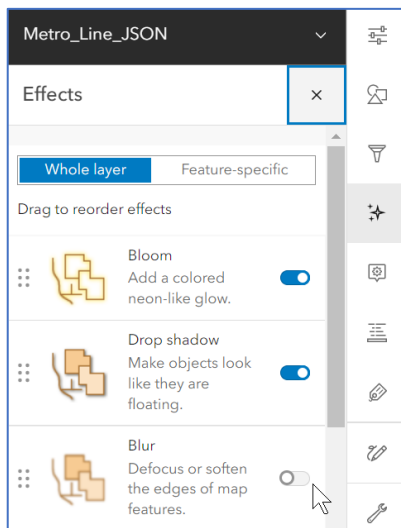 Metro_Line_JSON
Effects
Whole layer
Feature-specific
Drag to reorder effects
Bloom
Add a colored
neon-like glow.
Drop shadow
Make objects look
like they are
floating.
Blur
Defocus or soften
the edges of map
features.